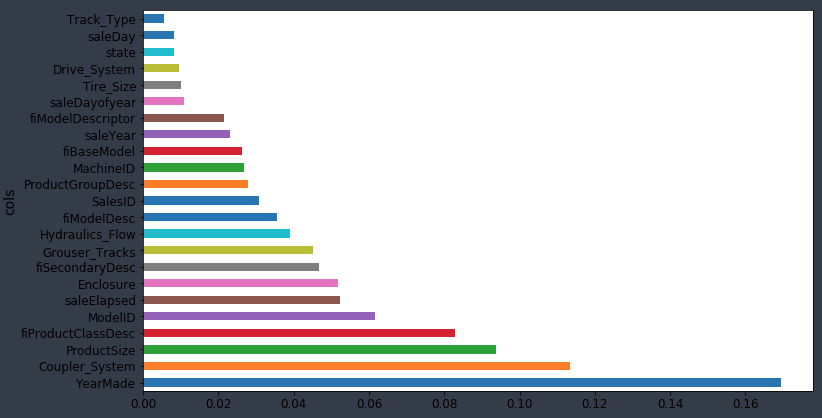 Track_Type
saleDay
state
Drive_System
Tire_Size
saleDayofyear
fiModelDescriptor
saleYear
fiBaseModel
MachineID
ProductGroupDesc
SalesID
fiModelDesc
Hydraulics_Flow
Grouser_Tracks
fiSecondaryDesc
Enclosure
saleElapsed
ModelID
fiProductClassDesc
ProductSize
Coupler_System
YearMade
cols
0.00 0.02 0.04 0.06 0.08 0.10 0.12 0.14 0.16